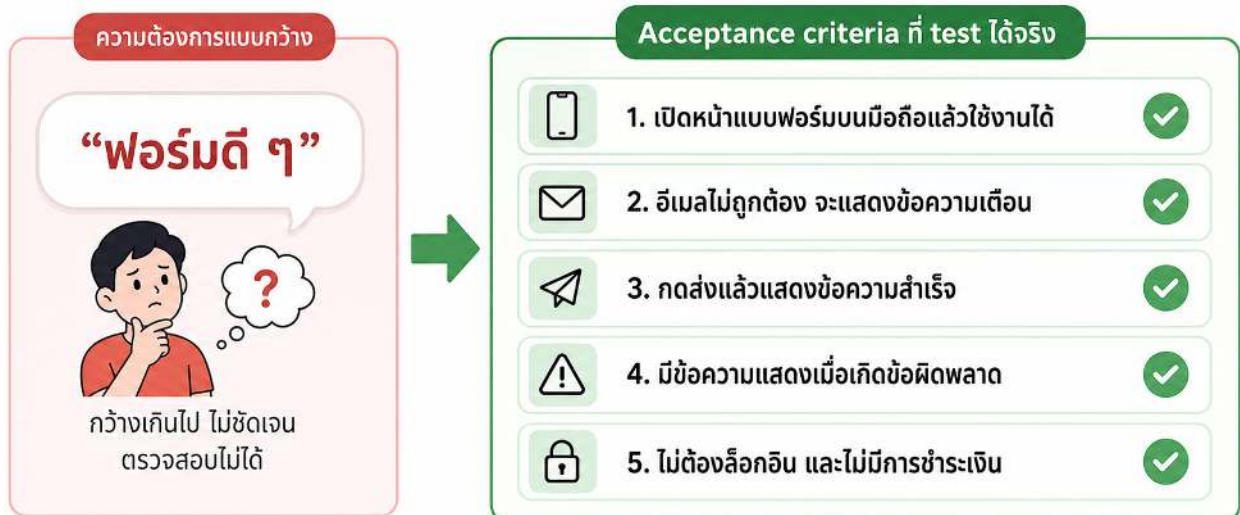 ความต้องการแบบกว้าง
“ฟอร์มดี ๆ”
?
กว้างเกินไป ไม่ชัดเจน
ตรวจสอบไม่ได้
Acceptance criteria ที่ test ได้จริง
1. เปิดหน้าแบบฟอร์มบนมือถือแล้วใช้งานได้
2. อีเมลไม่ถูกต้อง จะแสดงข้อความเตือน
3. กดส่งแล้วแสดงข้อความสำเร็จ
4. มีข้อความแสดงเมื่อเกิดข้อผิดพลาด
5. ไม่ต้องล็อกอิน และไม่มีการชำระเงิน